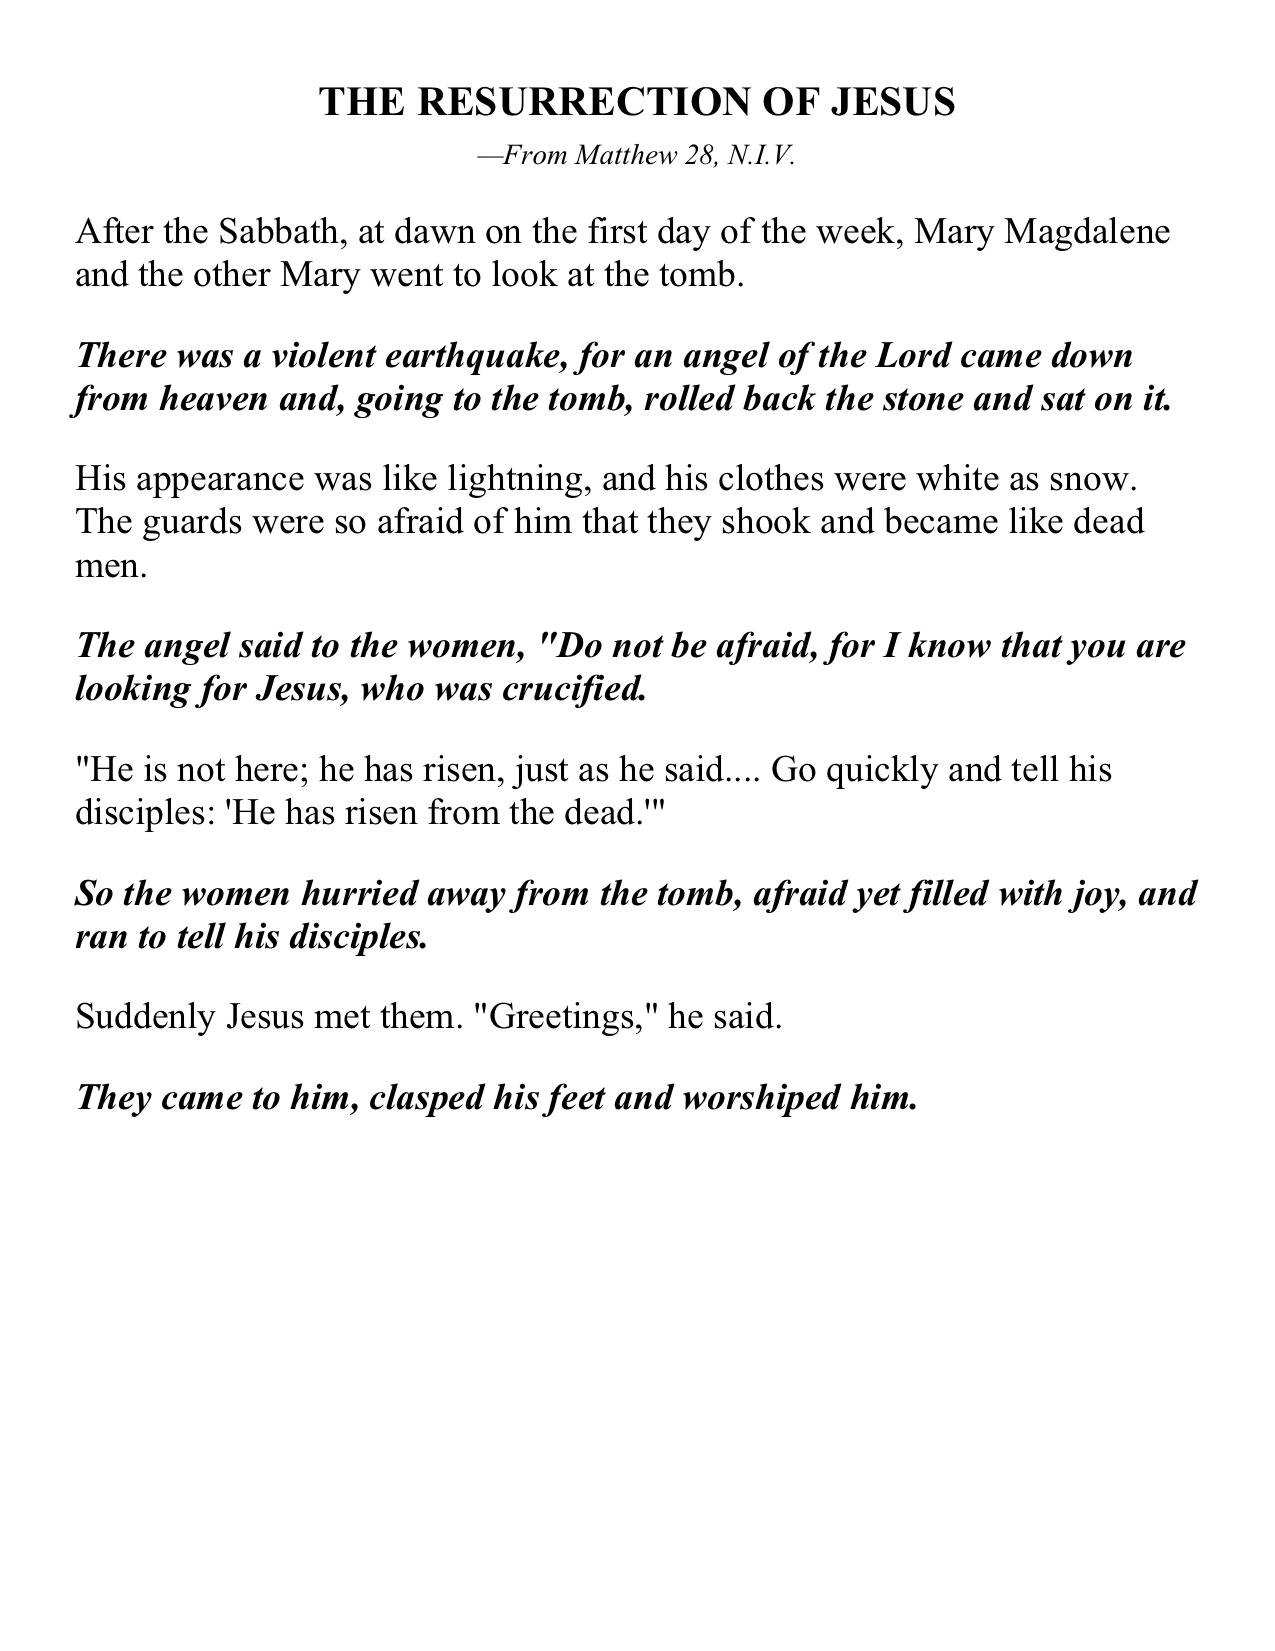 THE RESURRECTION OF JESUS
—From Matthew 28, N.I.V.
After the Sabbath, at dawn on the first day of the week, Mary Magdalene
and the other Mary went to look at the tomb.
There was a violent earthquake, for an angel of the Lord came down
from heaven and, going to the tomb, rolled back the stone and sat on it.
His appearance was like lightning, and his clothes were white as snow.
The guards were so afraid of him that they shook and became like dead
men.
The angel said to the women, "Do not be afraid, for I know that you are
looking for Jesus, who was crucified.
"He is not here; he has risen, just as he said.... Go quickly and tell his
disciples: 'He has risen from the dead.'"
So the women hurried away from the tomb, afraid yet filled with joy, and
ran to tell his disciples.
Suddenly Jesus met them. "Greetings," he said.
They came to him, clasped his feet and worshiped him.